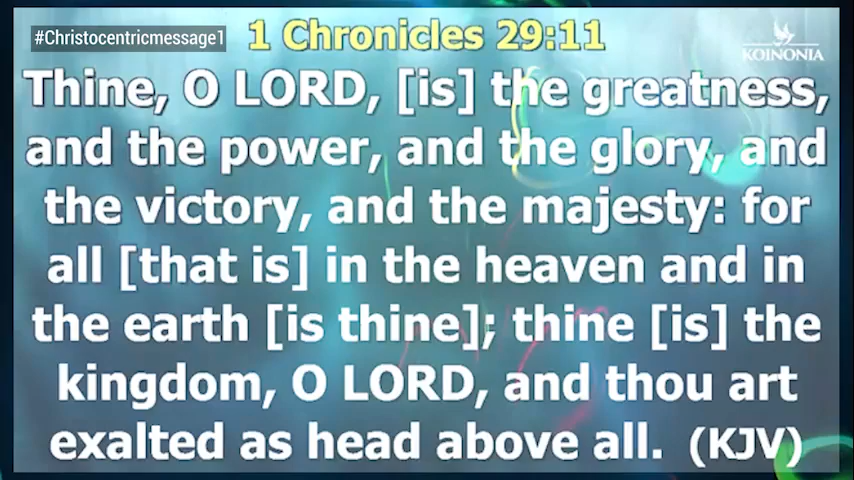 #Christocentricmessage1
1 Chronicles 29:11
KOINONIA
Thine, O LORD, [is] the greatness,
and the power, and the glory, and
the victory, and the majesty: for
all [that is] in the heaven and in
the earth [is thine]; thine [is] the
kingdom, O LORD, and thou art
exalted as head above all. (KJV)